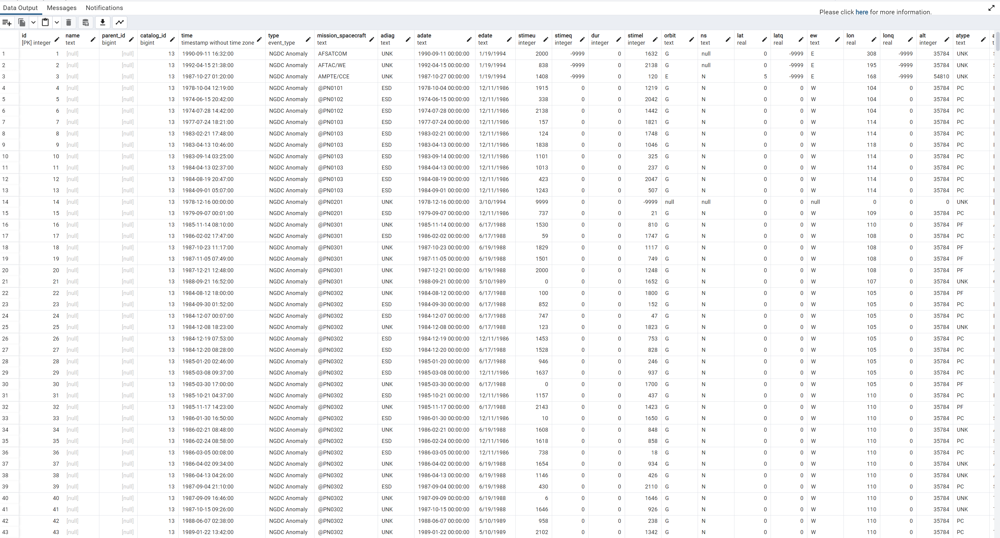 Data Output Messages Notifications
Please click here for more information.
id name parent_id catalog_id time type mission_spacecraft adiag adate edate stimeu stimeq dur stimel orbit ns lat latq ew lon lonq alt atype
[PK] integer text bigint bigint timestamp without time zone event_type text text text text integer integer integer integer text text real real text real real integer text
1 1 [null] [null] 13 1990-09-11 16:32:00 NGDC Anomaly AFSATCOM UNK 1990-09-11 00:00:00 1/19/1994 2000 -9999 0 1632 G null 0 -9999 E 308 -9999 35784 UNK
2 2 [null] [null] 13 1992-04-15 21:38:00 NGDC Anomaly AFTAC/WE UNK 1992-04-15 00:00:00 1/19/1994 838 -9999 0 2138 G null 0 -9999 E 195 -9999 35784 UNK
3 3 [null] [null] 13 1987-10-27 01:20:00 NGDC Anomaly AMPTE/CCE UNK 1987-10-27 00:00:00 1/19/1994 1408 -9999 0 120 E N 5 -9999 E 168 -9999 54810 UNK
4 4 [null] [null] 13 1978-10-04 12:19:00 NGDC Anomaly @PN0101 ESD 1978-10-04 00:00:00 12/11/1986 1915 0 0 1219 G N 0 0 W 104 0 35784 PC
5 5 [null] [null] 13 1974-06-15 20:42:00 NGDC Anomaly @PN0102 ESD 1974-06-15 00:00:00 12/11/1986 338 0 0 2042 G N 0 0 W 104 0 35784 PC
6 6 [null] [null] 13 1974-07-28 14:42:00 NGDC Anomaly @PN0102 ESD 1974-07-28 00:00:00 12/11/1986 2138 0 0 1442 G N 0 0 W 104 0 35784 PC
7 7 [null] [null] 13 1977-07-24 18:21:00 NGDC Anomaly @PN0103 ESD 1977-07-24 00:00:00 12/11/1986 157 0 0 1821 G N 0 0 W 114 0 35784 PC
8 8 [null] [null] 13 1983-02-21 17:48:00 NGDC Anomaly @PN0103 ESD 1983-02-21 00:00:00 12/11/1986 124 0 0 1748 G N 0 0 W 114 0 35784 PC
9 9 [null] [null] 13 1983-04-13 10:46:00 NGDC Anomaly @PN0103 ESD 1983-04-13 00:00:00 12/11/1986 1838 0 0 1046 G N 0 0 W 118 0 35784 PC
10 10 [null] [null] 13 1983-09-14 03:25:00 NGDC Anomaly @PN0103 ESD 1983-09-14 00:00:00 12/11/1986 1101 0 0 325 G N 0 0 W 114 0 35784 PC
11 11 [null] [null] 13 1984-04-13 02:37:00 NGDC Anomaly @PN0103 ESD 1984-04-13 00:00:00 12/11/1986 1013 0 0 237 G N 0 0 W 114 0 35784 PC
12 12 [null] [null] 13 1984-08-19 20:47:00 NGDC Anomaly @PN0103 ESD 1984-08-19 00:00:00 12/11/1986 423 0 0 2047 G N 0 0 W 114 0 35784 PC
13 13 [null] [null] 13 1984-09-01 05:07:00 NGDC Anomaly @PN0103 ESD 1984-09-01 00:00:00 12/11/1986 1243 0 0 507 G N 0 0 W 114 0 35784 PC
14 14 [null] [null] 13 1978-12-16 00:00:00 NGDC Anomaly @PN0201 UNK 1978-12-16 00:00:00 3/10/1994 9999 0 0 -9999 null null 0 0 null 0 0 0 UNK
15 15 [null] [null] 13 1979-09-07 00:01:00 NGDC Anomaly @PN0201 ESD 1979-09-07 00:00:00 12/11/1986 737 0 0 21 G N 0 0 W 109 0 35784 PC
16 16 [null] [null] 13 1985-11-14 08:10:00 NGDC Anomaly @PN0301 UNK 1985-11-14 00:00:00 6/17/1988 1530 0 0 810 G N 0 0 W 110 0 35784 PF
17 17 [null] [null] 13 1986-02-02 17:47:00 NGDC Anomaly @PN0301 ESD 1986-02-02 00:00:00 6/17/1988 59 0 0 1747 G N 0 0 W 108 0 35784 PC
18 18 [null] [null] 13 1987-10-23 11:17:00 NGDC Anomaly @PN0301 UNK 1987-10-23 00:00:00 6/19/1988 1829 0 0 1117 G N 0 0 W 108 0 35784 PF
19 19 [null] [null] 13 1987-11-05 07:49:00 NGDC Anomaly @PN0301 UNK 1987-11-05 00:00:00 6/19/1988 1501 0 0 749 G N 0 0 W 108 0 35784 PF
20 20 [null] [null] 13 1987-12-21 12:48:00 NGDC Anomaly @PN0301 UNK 1987-12-21 00:00:00 6/19/1988 2000 0 0 1248 G N 0 0 W 108 0 35784 PF
21 21 [null] [null] 13 1988-09-21 16:52:00 NGDC Anomaly @PN0301 UNK 1988-09-21 00:00:00 5/10/1989 0 0 0 1652 G N 0 0 W 107 0 35784 UNK
22 22 [null] [null] 13 1984-08-12 18:00:00 NGDC Anomaly @PN0302 UNK 1984-08-12 00:00:00 6/17/1988 100 0 0 1800 G N 0 0 W 105 0 35784 PF
23 23 [null] [null] 13 1984-09-30 01:52:00 NGDC Anomaly @PN0302 ESD 1984-09-30 00:00:00 6/17/1988 852 0 0 152 G N 0 0 W 105 0 35784 PC
24 24 [null] [null] 13 1984-12-07 00:07:00 NGDC Anomaly @PN0302 ESD 1984-12-07 00:00:00 6/17/1988 747 0 0 47 G N 0 0 W 105 0 35784 PC
25 25 [null] [null] 13 1984-12-08 18:23:00 NGDC Anomaly @PN0302 UNK 1984-12-08 00:00:00 6/17/1988 123 0 0 1823 G N 0 0 W 105 0 35784 UNK
26 26 [null] [null] 13 1984-12-19 07:53:00 NGDC Anomaly @PN0302 ESD 1984-12-19 00:00:00 12/11/1986 1453 0 0 753 G N 0 0 W 105 0 35784 PC
27 27 [null] [null] 13 1984-12-20 08:28:00 NGDC Anomaly @PN0302 ESD 1984-12-20 00:00:00 6/17/1988 1528 0 0 828 G N 0 0 W 105 0 35784 PC
28 28 [null] [null] 13 1985-01-20 02:46:00 NGDC Anomaly @PN0302 ESD 1985-01-20 00:00:00 6/17/1988 946 0 0 246 G N 0 0 W 105 0 35784 PC
29 29 [null] [null] 13 1985-03-08 09:37:00 NGDC Anomaly @PN0302 ESD 1985-03-08 00:00:00 12/11/1986 1637 0 0 937 G N 0 0 W 105 0 35784 PC
30 30 [null] [null] 13 1985-03-30 17:00:00 NGDC Anomaly @PN0302 UNK 1985-03-30 00:00:00 6/17/1988 0 0 0 1700 G N 0 0 W 105 0 35784 PF
31 31 [null] [null] 13 1985-10-21 04:37:00 NGDC Anomaly @PN0302 ESD 1985-10-21 00:00:00 12/11/1986 1157 0 0 437 G N 0 0 W 110 0 35784 PC
32 32 [null] [null] 13 1985-11-17 14:23:00 NGDC Anomaly @PN0302 UNK 1985-11-17 00:00:00 6/17/1988 2143 0 0 1423 G N 0 0 W 110 0 35784 PF
33 33 [null] [null] 13 1986-01-30 16:50:00 NGDC Anomaly @PN0302 ESD 1986-01-30 00:00:00 12/11/1986 10 0 0 1650 G N 0 0 W 110 0 35784 PC
34 34 [null] [null] 13 1986-02-21 08:48:00 NGDC Anomaly @PN0302 UNK 1986-02-21 00:00:00 6/19/1988 1608 0 0 848 G N 0 0 W 110 0 35784 UNK
35 35 [null] [null] 13 1986-02-24 08:58:00 NGDC Anomaly @PN0302 ESD 1986-02-24 00:00:00 12/11/1986 1618 0 0 858 G N 0 0 W 110 0 35784 PC
36 36 [null] [null] 13 1986-03-05 00:08:00 NGDC Anomaly @PN0302 ESD 1986-03-05 00:00:00 12/11/1986 738 0 0 18 G N 0 0 W 110 0 35784 PC
37 37 [null] [null] 13 1986-04-02 09:34:00 NGDC Anomaly @PN0302 UNK 1986-04-02 00:00:00 6/19/1988 1654 0 0 934 G N 0 0 W 110 0 35784 UNK
38 38 [null] [null] 13 1986-04-13 04:26:00 NGDC Anomaly @PN0302 UNK 1986-04-13 00:00:00 6/19/1988 1146 0 0 426 G N 0 0 W 110 0 35784 UNK
39 39 [null] [null] 13 1987-09-04 21:10:00 NGDC Anomaly @PN0302 ESD 1987-09-04 00:00:00 6/19/1988 430 0 0 2110 G N 0 0 W 110 0 35784 PC
40 40 [null] [null] 13 1987-09-09 16:46:00 NGDC Anomaly @PN0302 UNK 1987-09-09 00:00:00 6/19/1988 6 0 0 1646 G N 0 0 W 110 0 35784 UNK
41 41 [null] [null] 13 1987-10-15 09:26:00 NGDC Anomaly @PN0302 UNK 1987-10-15 00:00:00 6/19/1988 1646 0 0 926 G N 0 0 W 110 0 35784 UNK
42 42 [null] [null] 13 1988-06-07 02:38:00 NGDC Anomaly @PN0302 UNK 1988-06-07 00:00:00 5/10/1989 958 0 0 238 G N 0 0 W 110 0 35784 PC
43 43 [null] [null] 13 1989-01-22 13:42:00 NGDC Anomaly @PN0302 UNK 1989-01-22 00:00:00 5/10/1989 2102 0 0 1342 G N 0 0 W 110 0 35784 PC